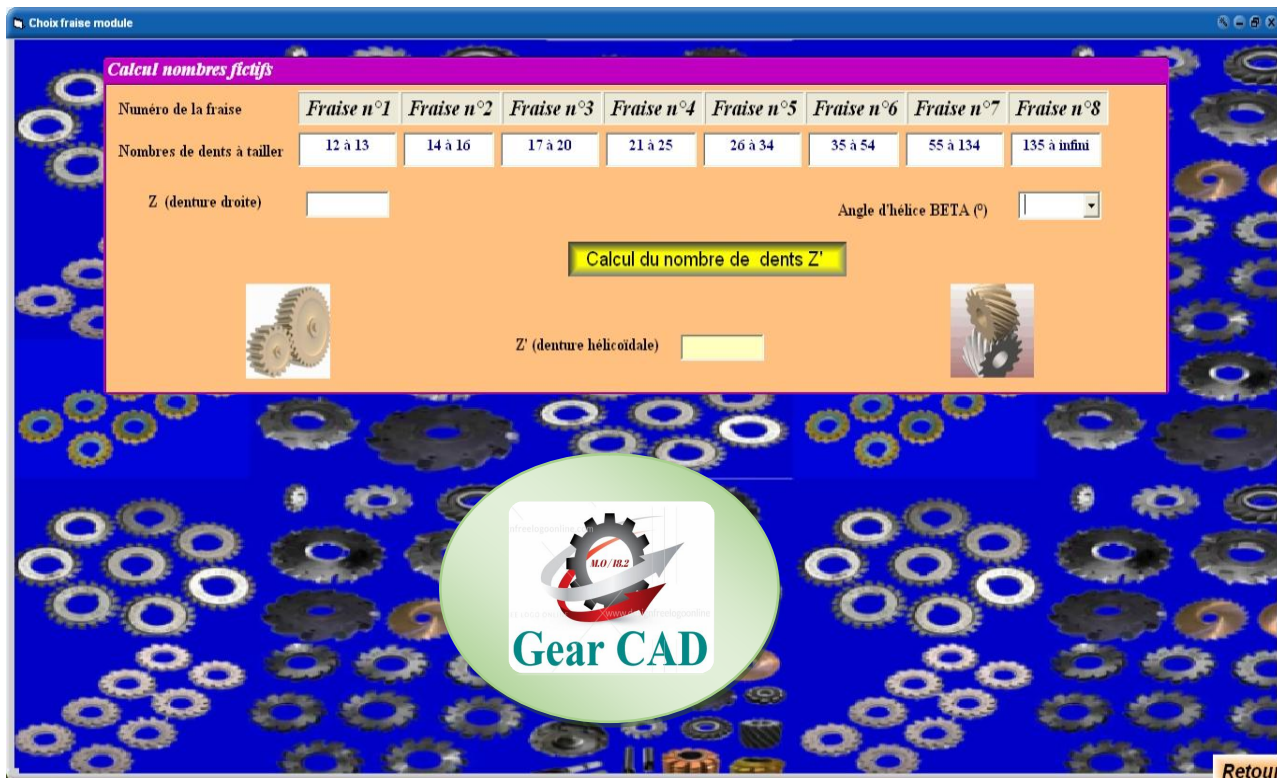 Choix fraise module
Calcul nombres fictifs
Numéro de la fraise Fraise n°1 Fraise n°2 Fraise n°3 Fraise n°4 Fraise n°5 Fraise n°6 Fraise n°7 Fraise n°8
Nombres de dents à tailler 12 à 13 14 à 16 17 à 20 21 à 25 26 à 34 35 à 54 55 à 134 135 à infini
Z (denture droite) Angle d'hélice BETA (º)
Calcul du nombre de dents Z'
Z' (denture hélicoïdale)
M.O/18.2
Gear CAD
Retour